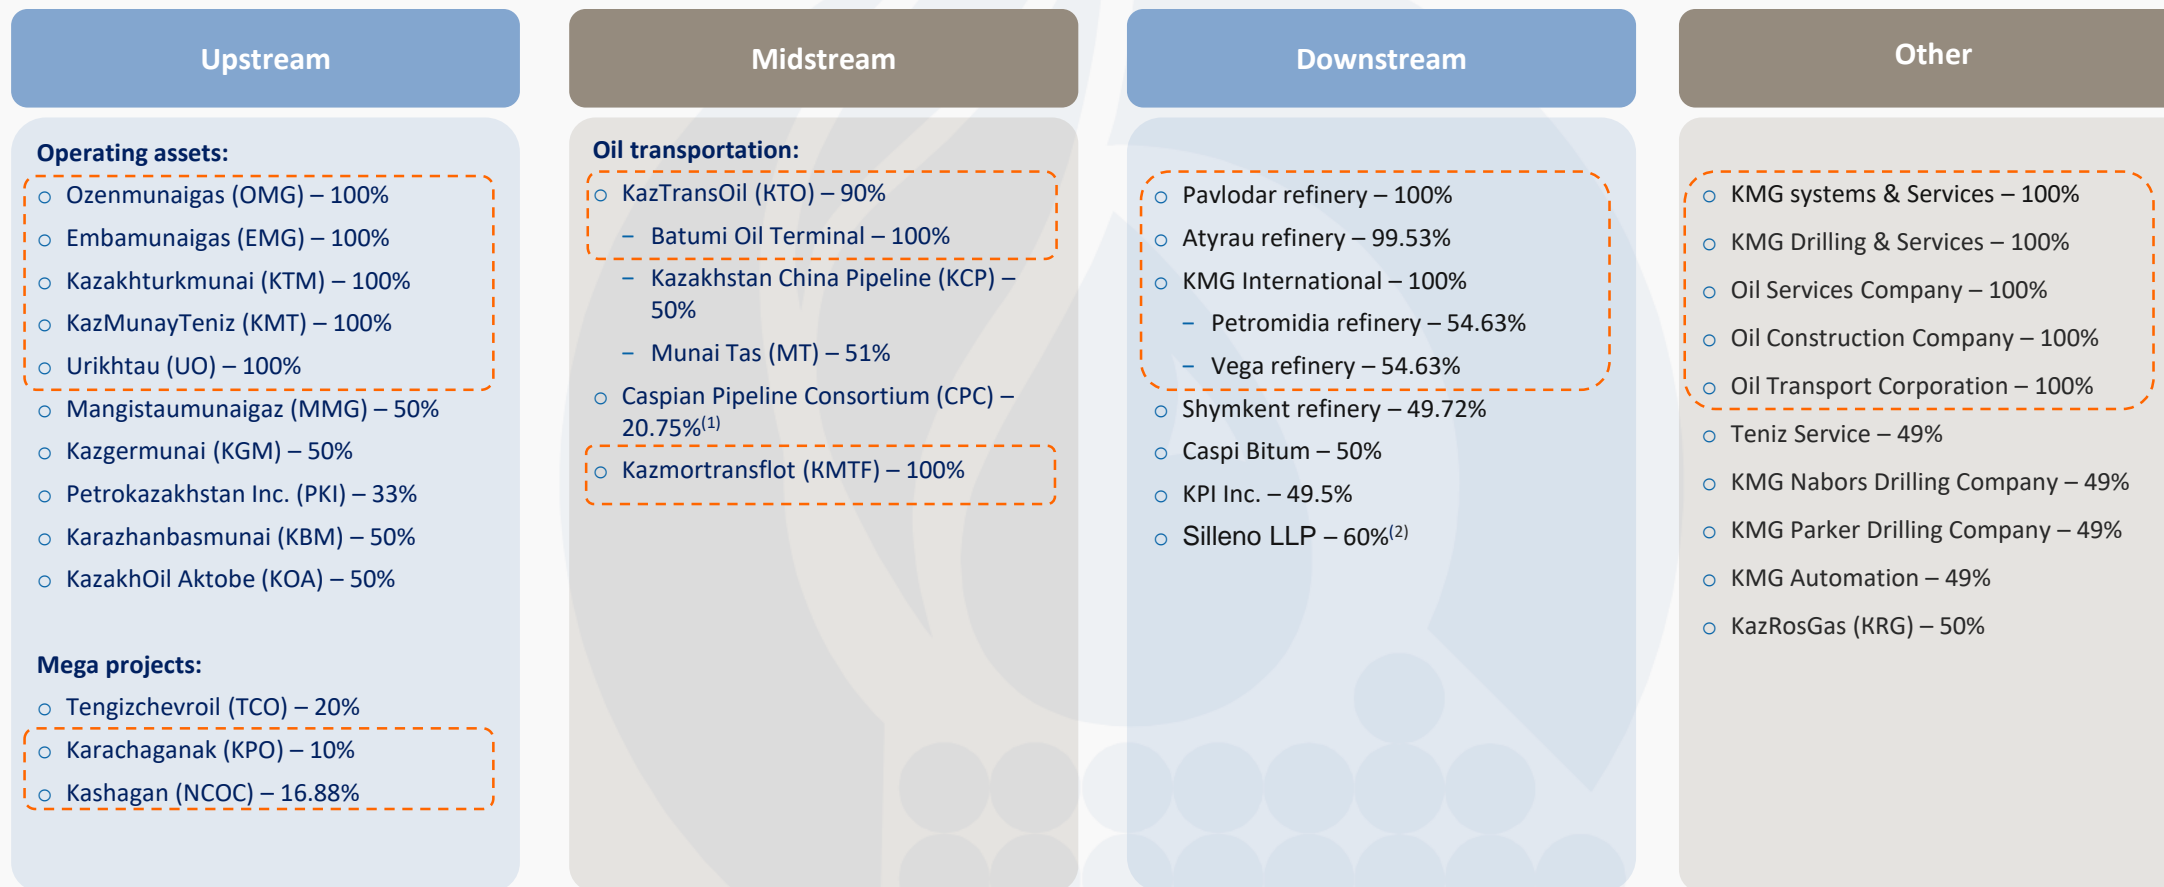 Upstream
Operating assets:
○ Ozenmunaigas (OMG) – 100%
○ Embamunaigas (EMG) – 100%
○ Kazakhturkmunai (KTM) – 100%
○ KazMunayTeniz (KMT) – 100%
○ Urikhtau (UO) – 100%
○ Mangistaumunaigaz (MMG) – 50%
○ Kazgermunai (KGM) – 50%
○ Petrokazakhstan Inc. (PKI) – 33%
○ Karazhanbasmunai (KBM) – 50%
○ KazakhOil Aktobe (KOA) – 50%
Mega projects:
○ Tengizchevroil (TCO) – 20%
○ Karachaganak (KPO) – 10%
○ Kashagan (NCOC) – 16.88%
Midstream
Oil transportation:
○ KazTransOil (KTO) – 90%
– Batumi Oil Terminal – 100%
– Kazakhstan China Pipeline (KCP) –
50%
– Munai Tas (MT) – 51%
○ Caspian Pipeline Consortium (CPC) –
20.75%(1)
○ Kazmortransflot (KMTF) – 100%
Downstream
○ Pavlodar refinery – 100%
○ Atyrau refinery – 99.53%
○ KMG International – 100%
– Petromidia refinery – 54.63%
– Vega refinery – 54.63%
○ Shymkent refinery – 49.72%
○ Caspi Bitum – 50%
○ KPI Inc. – 49.5%
○ Silleno LLP – 60%(2)
Other
○ KMG systems & Services – 100%
○ KMG Drilling & Services – 100%
○ Oil Services Company – 100%
○ Oil Construction Company – 100%
○ Oil Transport Corporation – 100%
○ Teniz Service – 49%
○ KMG Nabors Drilling Company – 49%
○ KMG Parker Drilling Company – 49%
○ KMG Automation – 49%
○ KazRosGas (KRG) – 50%